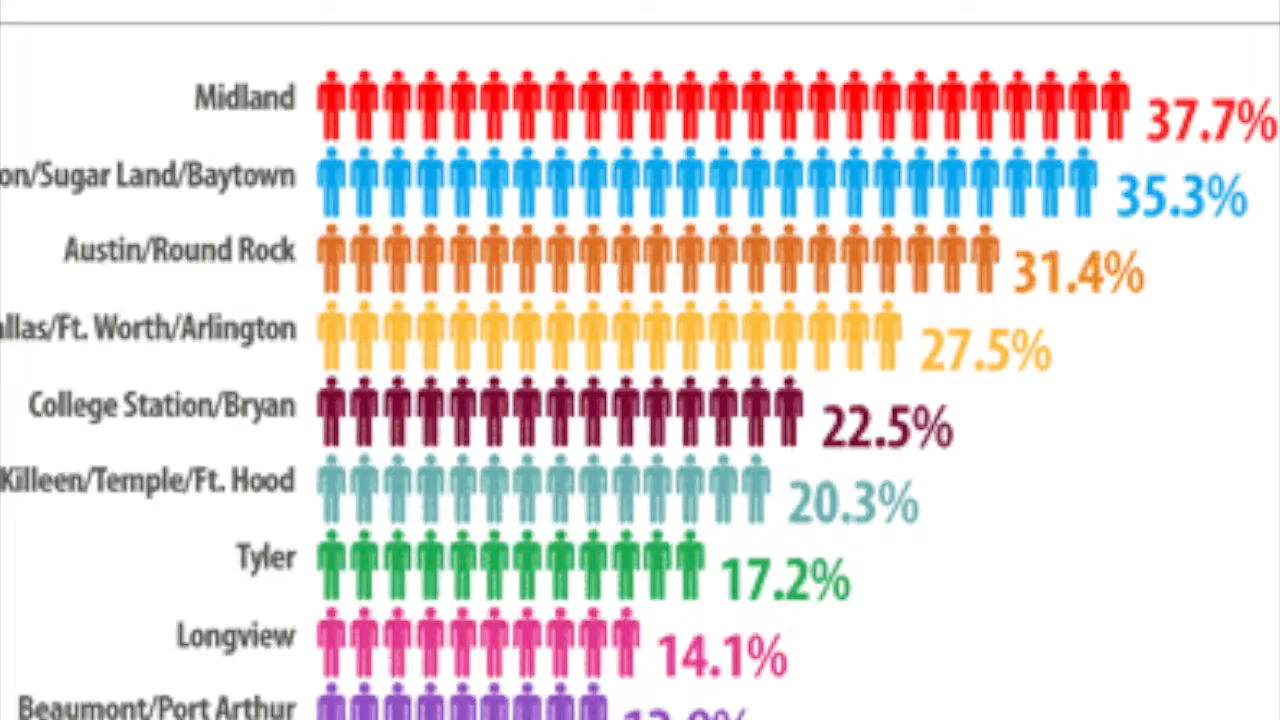 Midland 37.7%
on/Sugar Land/Baytown 35.3%
Austin/Round Rock 31.4%
allas/Ft. Worth/Arlington 27.5%
College Station/Bryan 22.5%
Killeen/Temple/Ft. Hood 20.3%
Tyler 17.2%
Longview 14.1%
Beaumont/Port Arthur